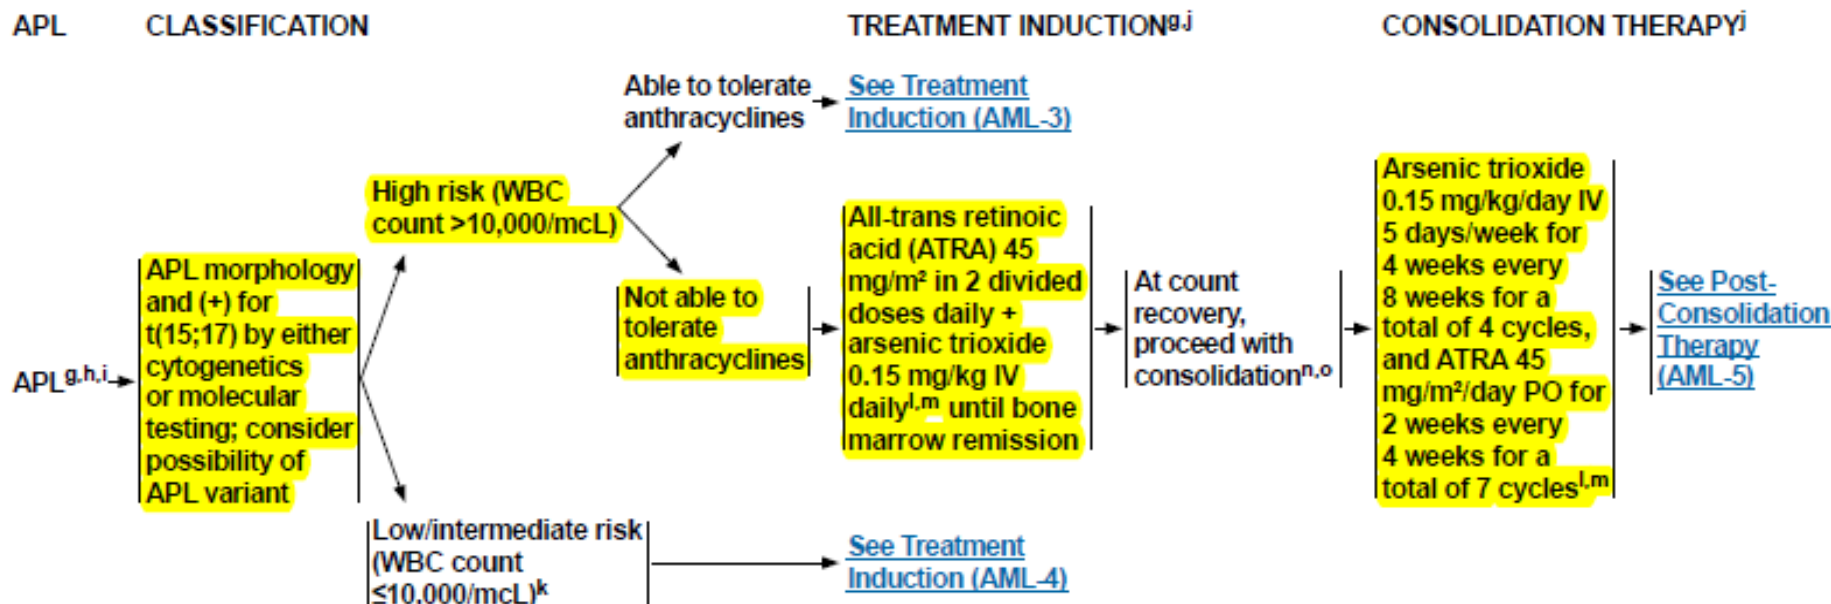 APL CLASSIFICATION TREATMENT INDUCTIONg,j CONSOLIDATION THERAPYj
APLg,h,i
APL morphology
and (+) for
t(15;17) by either
cytogenetics
or molecular
testing; consider
possibility of
APL variant
High risk (WBC
count >10,000/mcL)
Able to tolerate
anthracyclines
See Treatment
Induction (AML-3)
Not able to
tolerate
anthracyclines
All-trans retinoic
acid (ATRA) 45
mg/m² in 2 divided
doses daily +
arsenic trioxide
0.15 mg/kg IV
dailyl,m until bone
marrow remission
At count
recovery,
proceed with
consolidationn,o
Arsenic trioxide
0.15 mg/kg/day IV
5 days/week for
4 weeks every
8 weeks for a
total of 4 cycles,
and ATRA 45
mg/m²/day PO for
2 weeks every
4 weeks for a
total of 7 cyclesl,m
See Post-
Consolidation
Therapy
(AML-5)
Low/intermediate risk
(WBC count
≤10,000/mcL)k
See Treatment
Induction (AML-4)